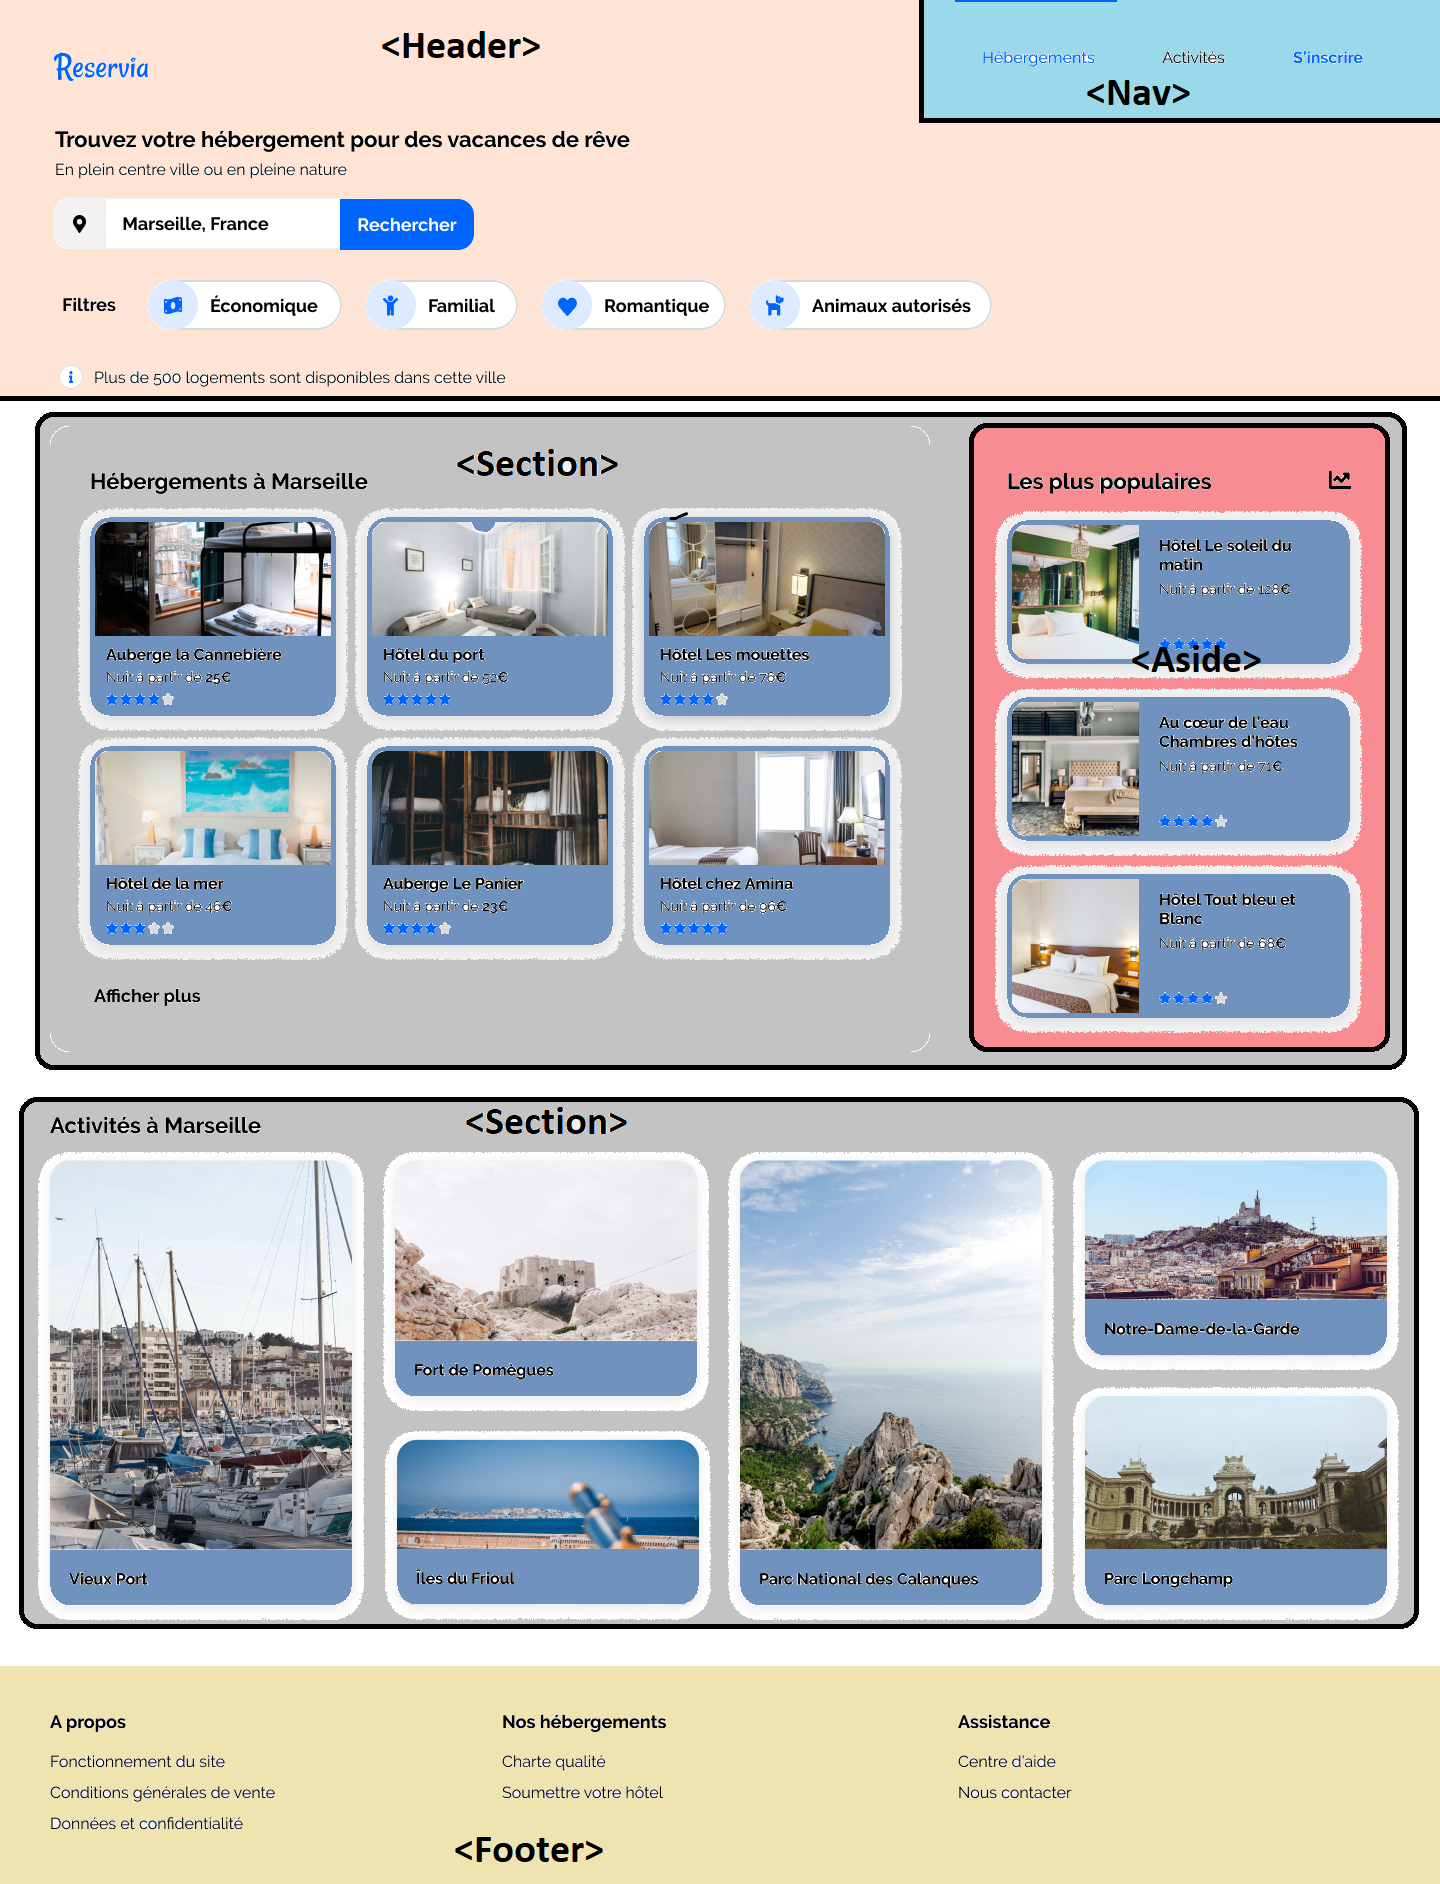 <Header>
Reservia
Hébergements
Activités
S'inscrire
<Nav>
Trouvez votre hébergement pour des vacances de rêve
En plein centre ville ou en pleine nature
Marseille, France
Rechercher
Filtres
Économique
Familial
Romantique
Animaux autorisés
Plus de 500 logements sont disponibles dans cette ville
<Section>
Hébergements à Marseille
Auberge la Cannebière
Nuit à partir de 25€
Hôtel du port
Nuit à partir de 52€
Hôtel Les mouettes
Nuit à partir de 76€
Hôtel de la mer
Nuit à partir de 46€
Auberge Le Panier
Nuit à partir de 23€
Hôtel chez Amina
Nuit à partir de 96€
Afficher plus
Les plus populaires
Hôtel Le soleil du
matin
Nuit à partir de 128€
<Aside>
Au cœur de l'eau
Chambres d'hôtes
Nuit à partir de 71€
Hôtel Tout bleu et
Blanc
Nuit à partir de 68€
<Section>
Activités à Marseille
Vieux Port
Fort de Pomègues
Îles du Frioul
Parc National des Calanques
Notre-Dame-de-la-Garde
Parc Longchamp
A propos
Fonctionnement du site
Conditions générales de vente
Données et confidentialité
Nos hébergements
Charte qualité
Soumettre votre hôtel
Assistance
Centre d'aide
Nous contacter
<Footer>